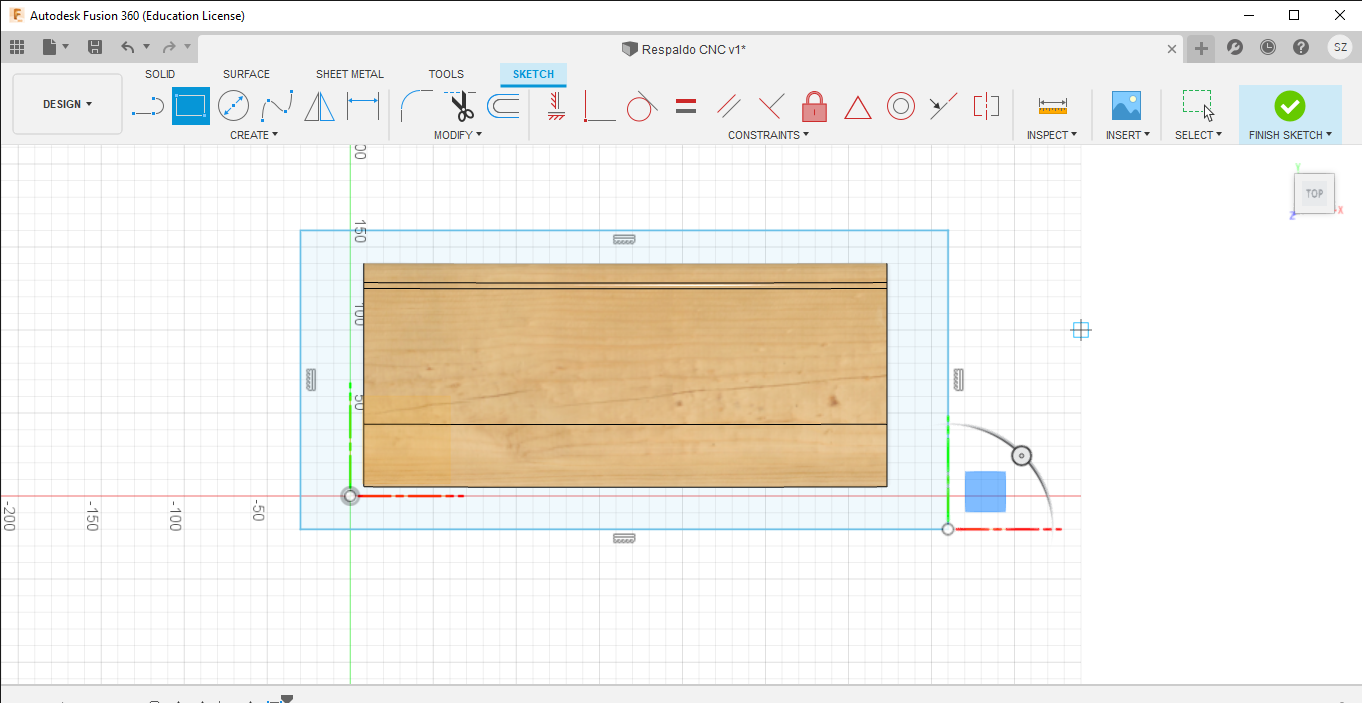 Autodesk Fusion 360 (Education License)
Respaldo CNC v1*
SZ
SOLID SURFACE SHEET METAL TOOLS SKETCH
DESIGN
CREATE MODIFY CONSTRAINTS INSPECT INSERT SELECT FINISH SKETCH
TOP
Y
X
Z
150
100
50
-200 -150 -100 -50